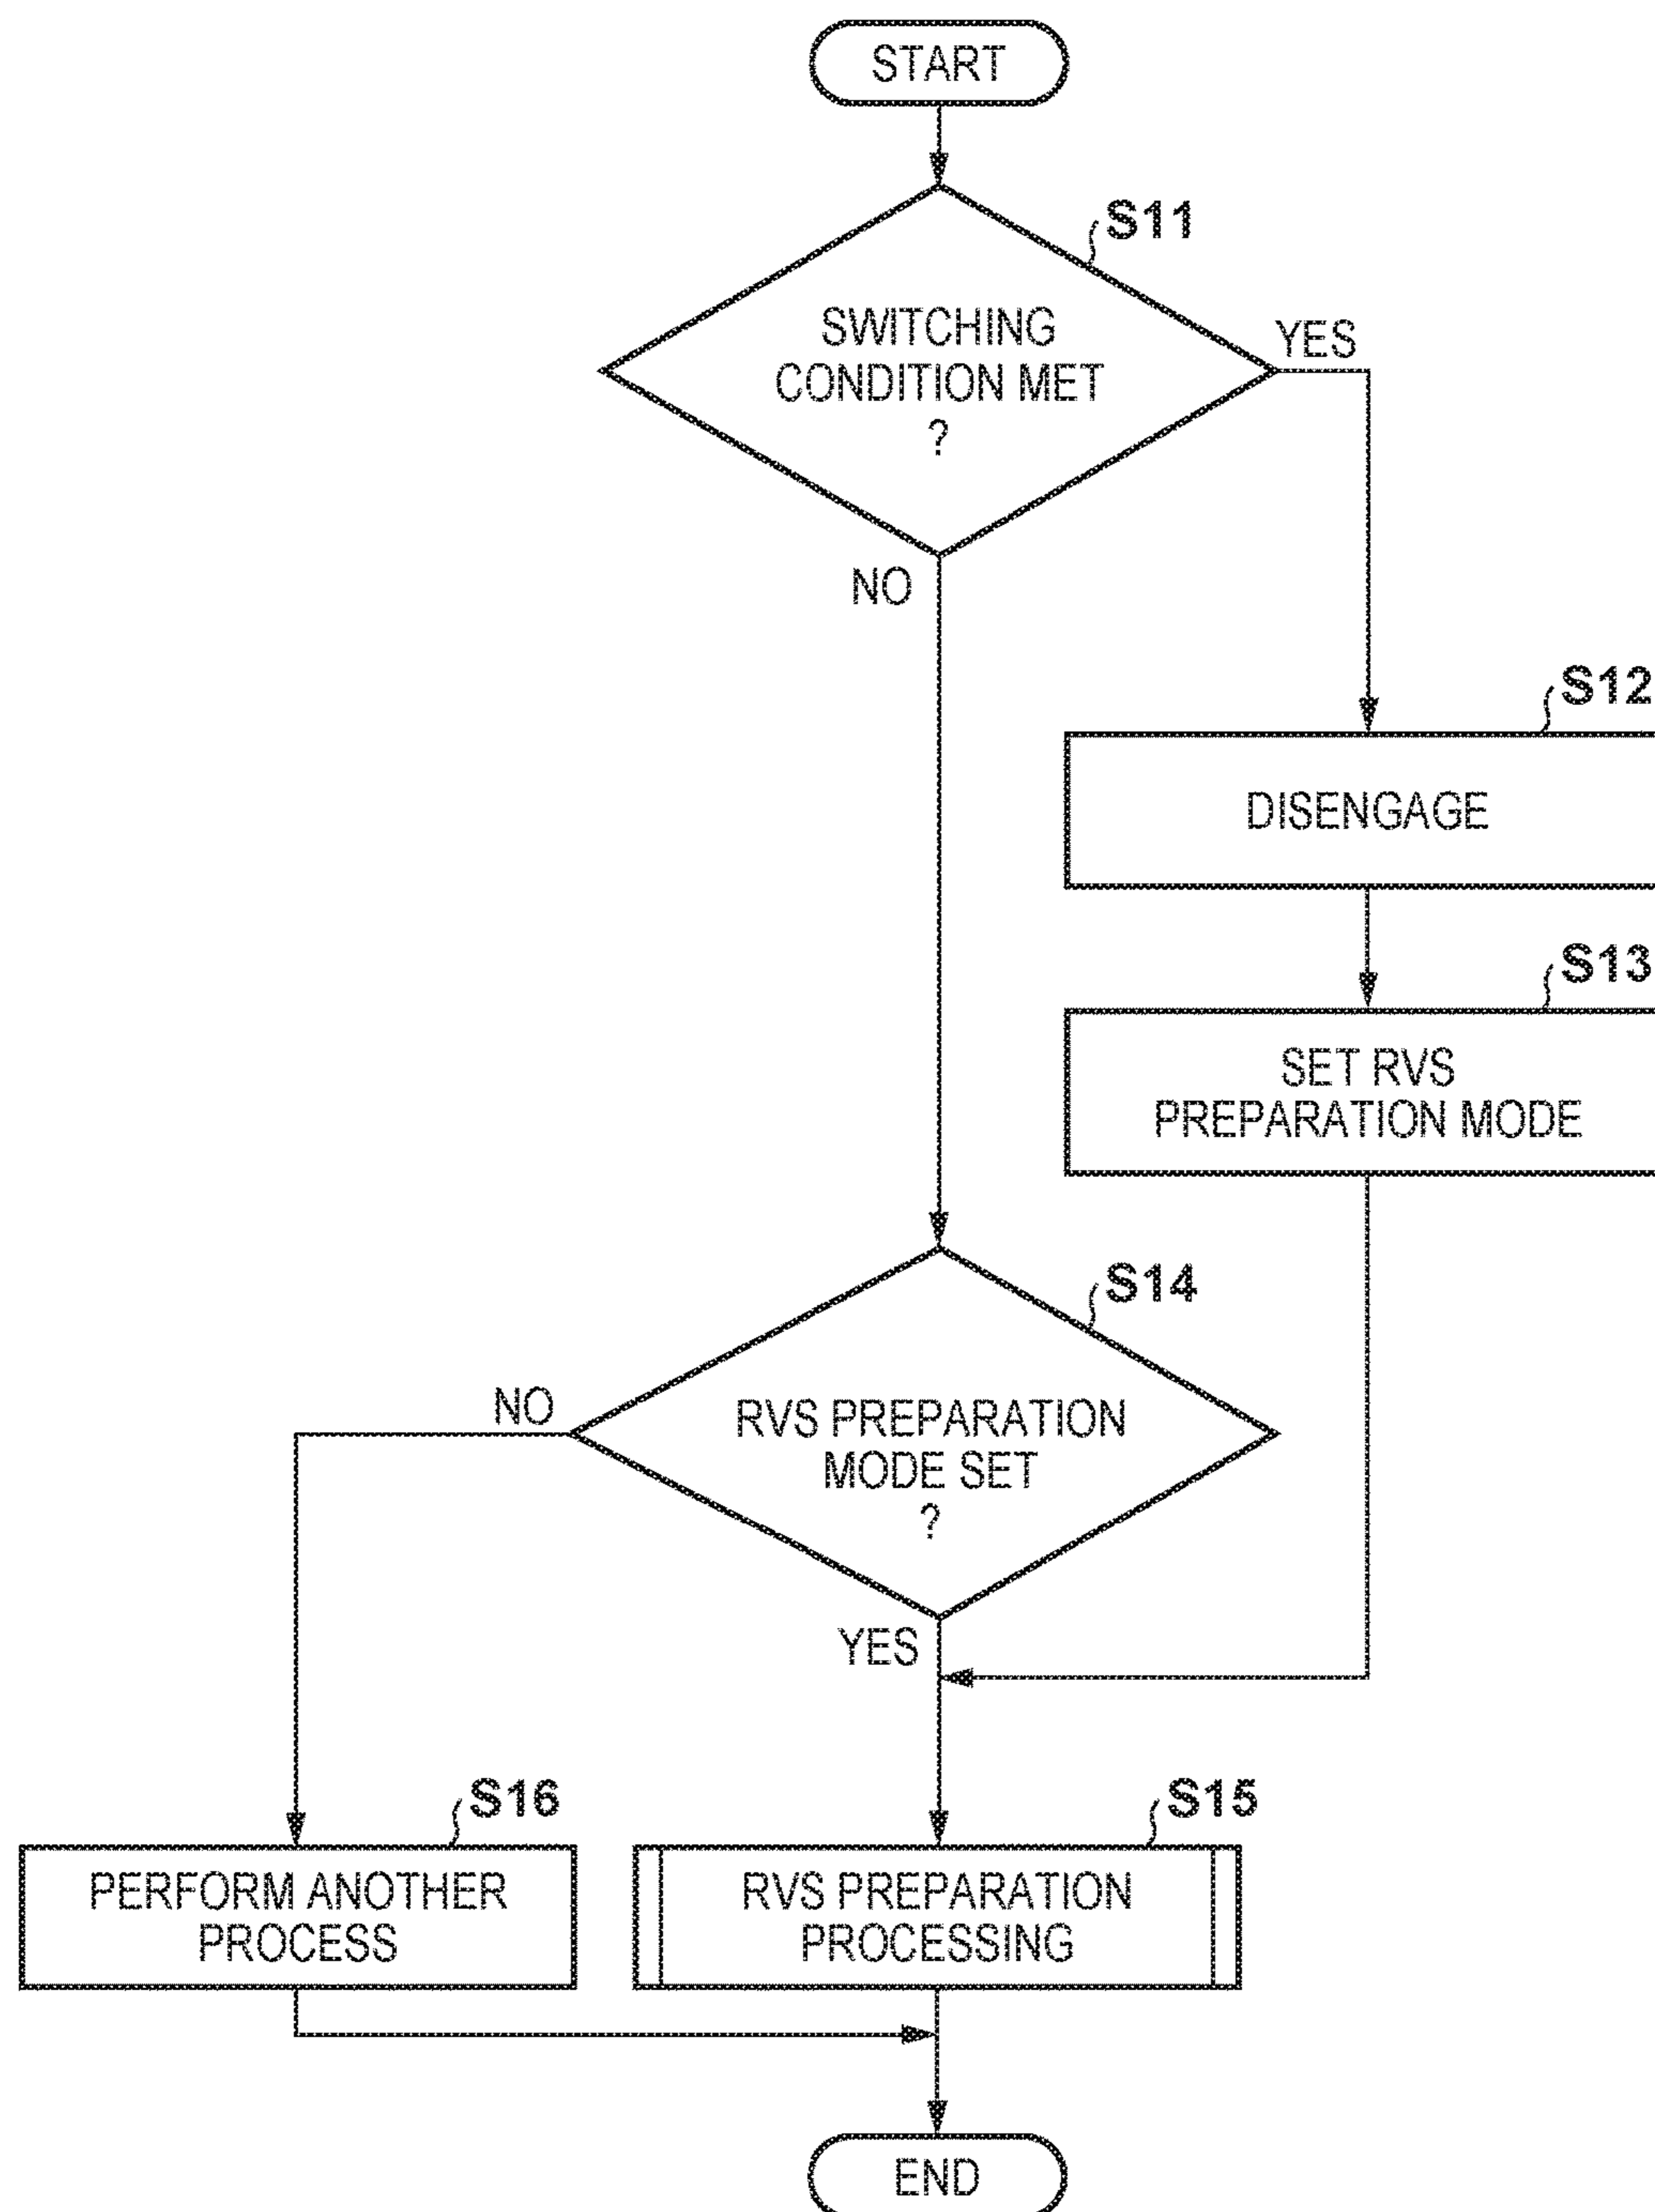 START
S11
SWITCHING
CONDITION MET
?
YES
NO
S12
DISENGAGE
S13
SET RVS
PREPARATION MODE
S14
NO
RVS PREPARATION
MODE SET
?
YES
S16
PERFORM ANOTHER
PROCESS
S15
RVS PREPARATION
PROCESSING
END